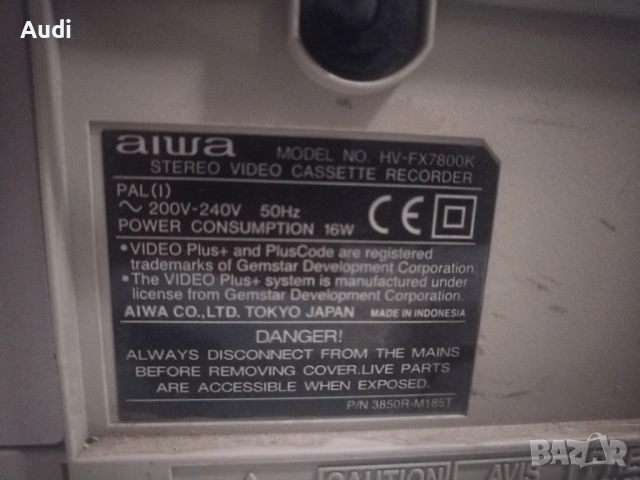 Audi
aiwa
MODEL NO. HV-FX7800K
STEREO VIDEO CASSETTE RECORDER
PAL(I)
~ 200V-240V 50Hz
POWER CONSUMPTION 16W
CE
•VIDEO Plus+ and PlusCode are registered
trademarks of Gemstar Development Corporation
•The VIDEO Plus+ system is manufactured under
license from Gemstar Development Corporation.
AIWA CO.,LTD. TOKYO JAPAN MADE IN INDONESIA
DANGER!
ALWAYS DISCONNECT FROM THE MAINS
BEFORE REMOVING COVER.LIVE PARTS
ARE ACCESSIBLE WHEN EXPOSED.
P/N 3850R-M185T
CAUTION AVIS
BAZAR